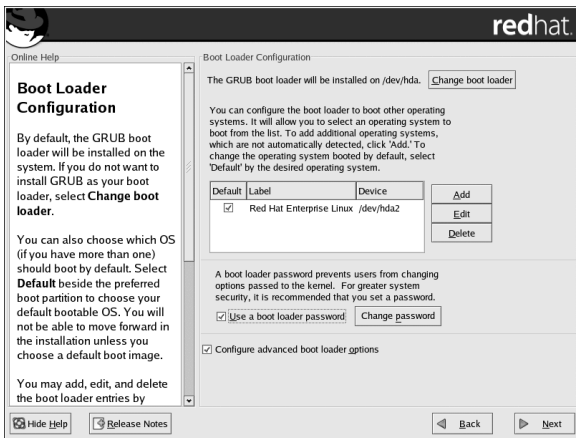 redhat.
Online Help
Boot Loader
Configuration
By default, the GRUB boot
loader will be installed on the
system. If you do not want to
install GRUB as your boot
loader, select Change boot
loader.
You can also choose which OS
(if you have more than one)
should boot by default. Select
Default beside the preferred
boot partition to choose your
default bootable OS. You will
not be able to move forward in
the installation unless you
choose a default boot image.
You may add, edit, and delete
the boot loader entries by
Boot Loader Configuration
The GRUB boot loader will be installed on /dev/hda. Change boot loader
You can configure the boot loader to boot other operating
systems. It will allow you to select an operating system to
boot from the list. To add additional operating systems,
which are not automatically detected, click 'Add.' To
change the operating system booted by default, select
'Default' by the desired operating system.
Default Label Device
Red Hat Enterprise Linux /dev/hda2
Add
Edit
Delete
A boot loader password prevents users from changing
options passed to the kernel. For greater system
security, it is recommended that you set a password.
Use a boot loader password Change password
Configure advanced boot loader options
Hide Help Release Notes Back Next